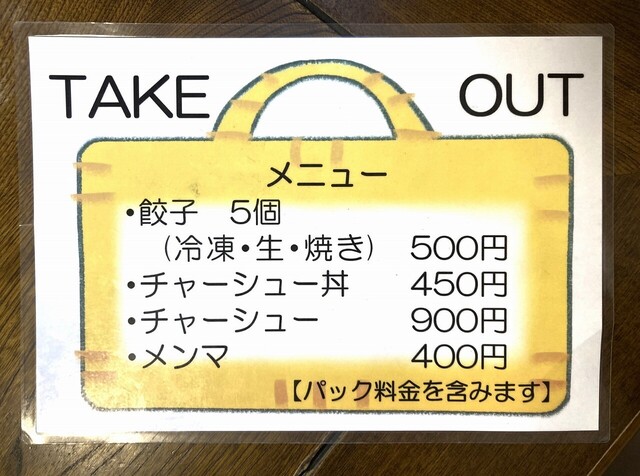 TAKE OUT
メニュー
・餃子 5個
（冷凍・生・焼き） 500円
・チャーシュー丼 450円
・チャーシュー 900円
・メンマ 400円
【パック料金を含みます】